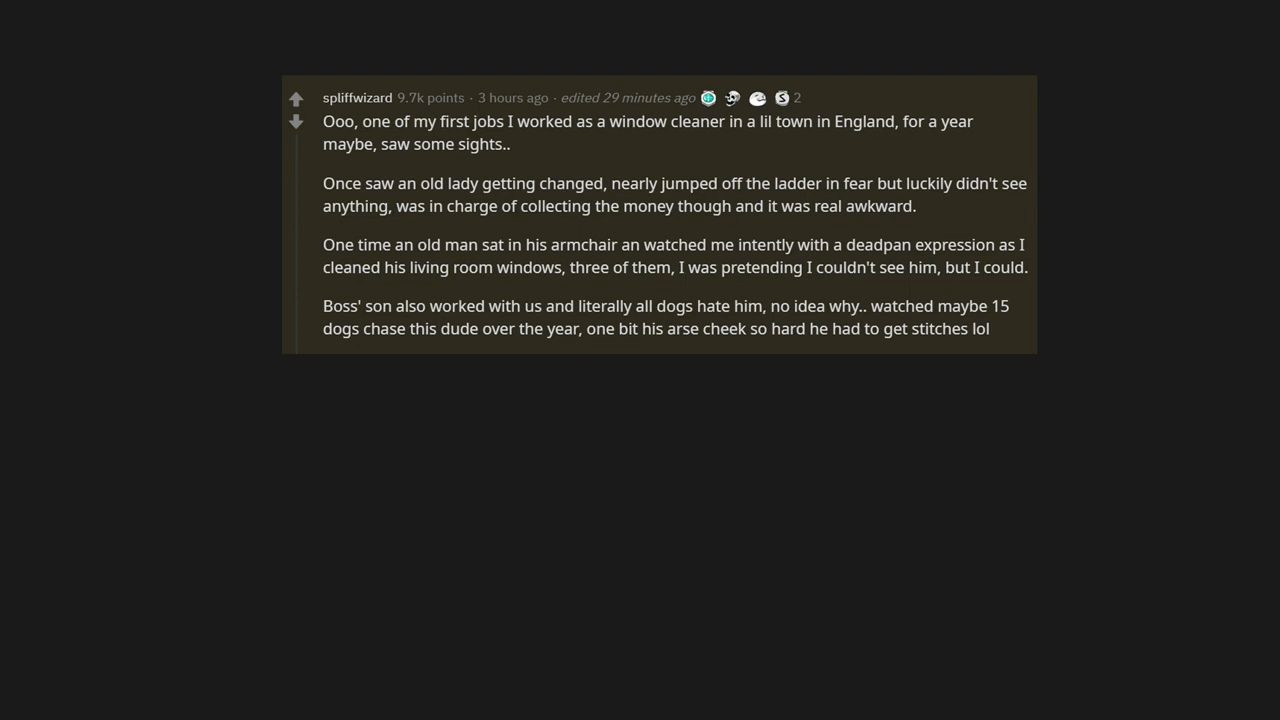 spliffwizard 9.7k points · 3 hours ago · edited 29 minutes ago S 2
Ooo, one of my first jobs I worked as a window cleaner in a lil town in England, for a year
maybe, saw some sights..
Once saw an old lady getting changed, nearly jumped off the ladder in fear but luckily didn't see
anything, was in charge of collecting the money though and it was real awkward.
One time an old man sat in his armchair an watched me intently with a deadpan expression as I
cleaned his living room windows, three of them, I was pretending I couldn't see him, but I could.
Boss' son also worked with us and literally all dogs hate him, no idea why.. watched maybe 15
dogs chase this dude over the year, one bit his arse cheek so hard he had to get stitches lol